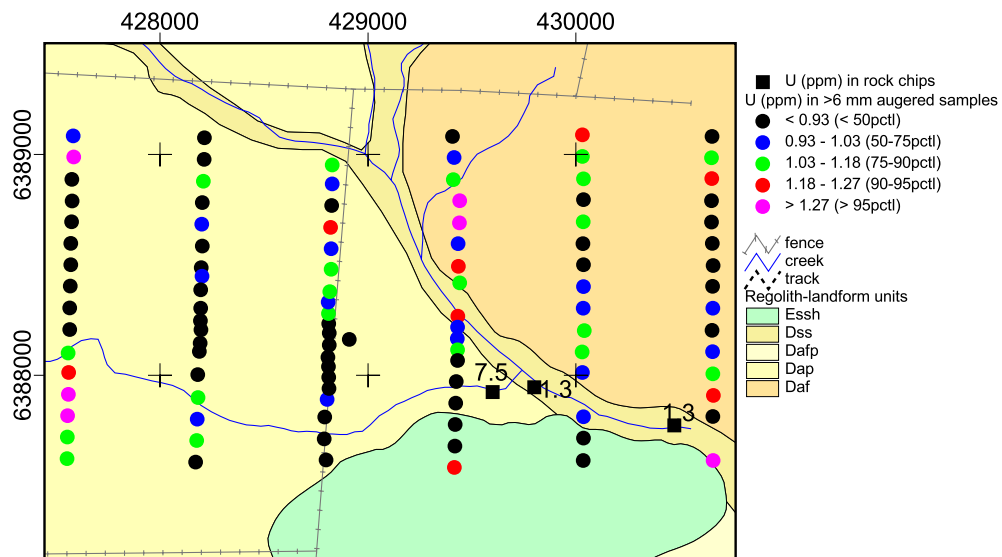 428000 429000 430000
6389000
6388000
7.5
1.3
1.3
U (ppm) in rock chips
U (ppm) in >6 mm augered samples
< 0.93 (< 50pctl)
0.93 - 1.03 (50-75pctl)
1.03 - 1.18 (75-90pctl)
1.18 - 1.27 (90-95pctl)
> 1.27 (> 95pctl)
fence
creek
track
Regolith-landform units
Essh
Dss
Dafp
Dap
Daf